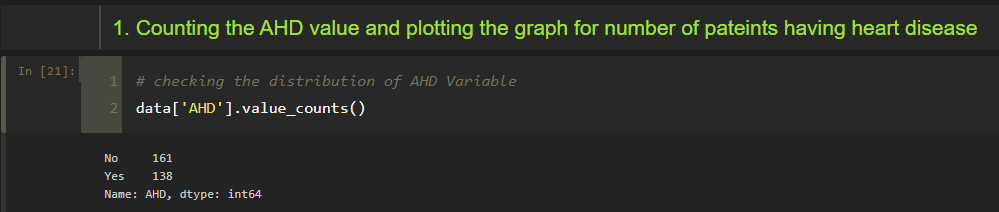 1. Counting the AHD value and plotting the graph for number of pateints having heart disease
In [21]:
1 # checking the distribution of AHD Variable
2 data['AHD'].value_counts()
No 161
Yes 138
Name: AHD, dtype: int64